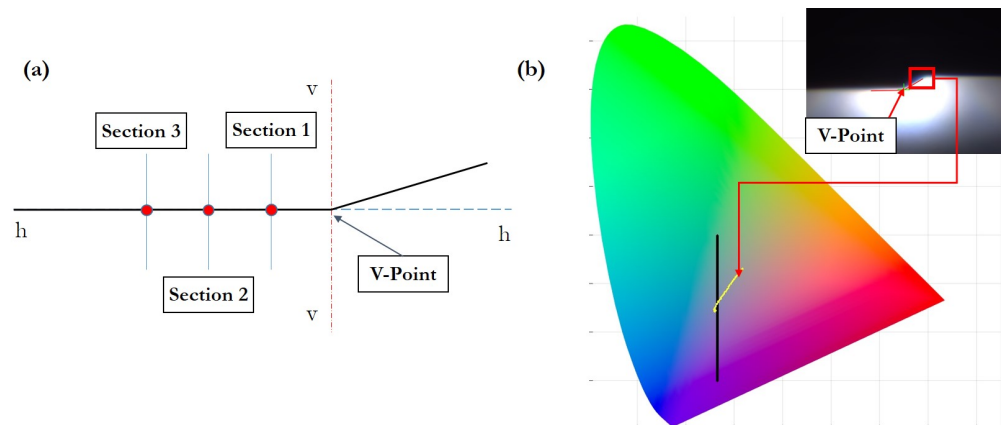 (a)
v
Section 3
Section 1
h
h
Section 2
V-Point
v
(b)
V-Point